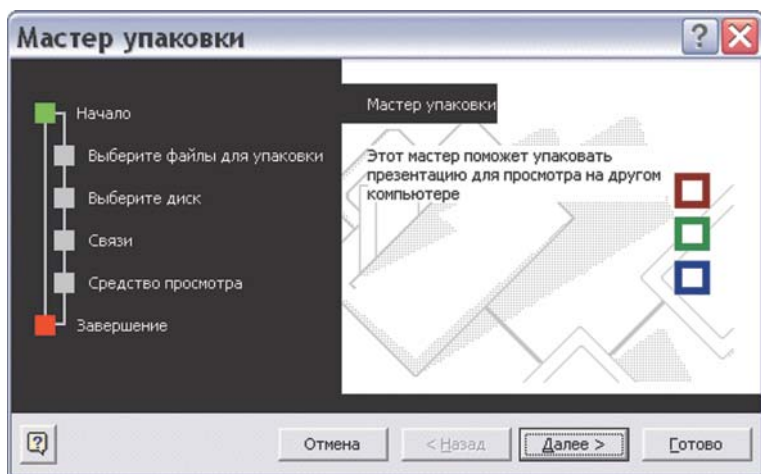 Мастер упаковки
Начало
Выберите файлы для упаковки
Выберите диск
Связи
Средство просмотра
Завершение
Мастер упаковки
Этот мастер поможет упаковать
презентацию для просмотра на другом
компьютере
Отмена
< Назад
Далее >
Готово